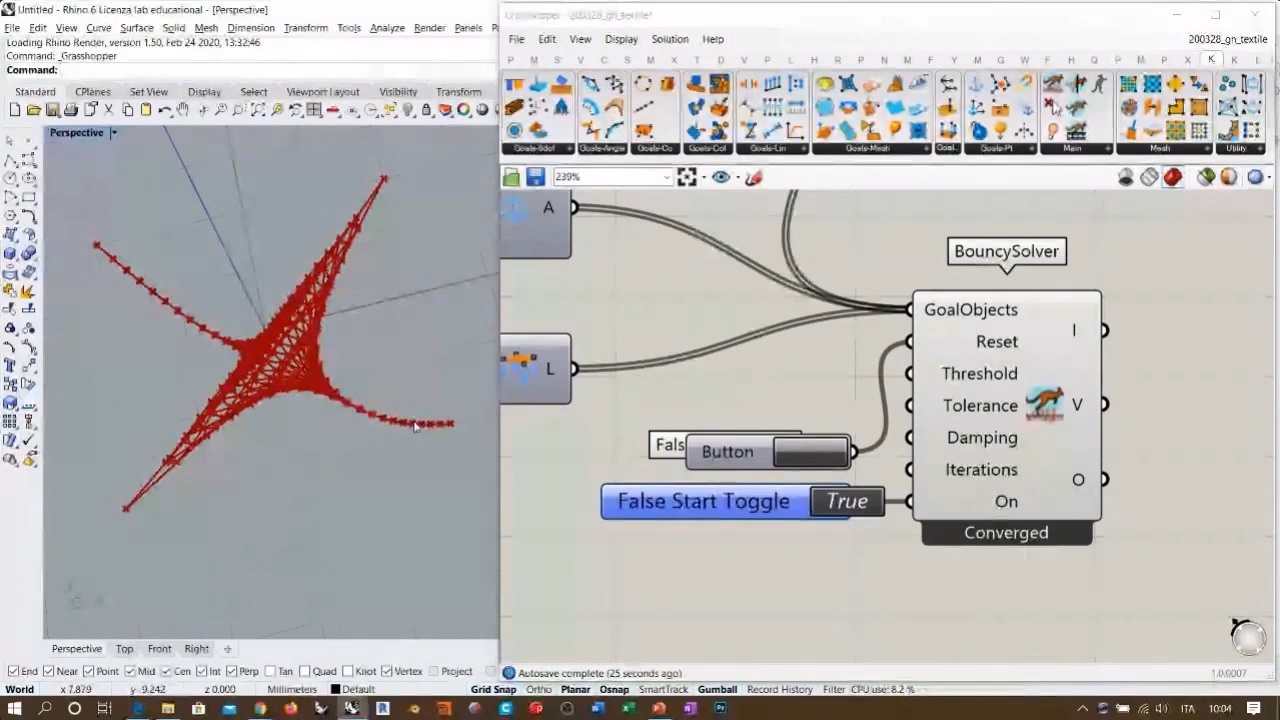 Untitled - Rhino 6 Licenza lab educational - [Perspective]
File Edit View Curve Surface Solid Mesh Dimension Transform Tools Analyze Render Panels
Loading Rhino Render, version 1.50, Feb 24 2020, 13:32:46
Command: _Grasshopper
Command:
Standard CPlanes Set View Display Select Viewport Layout Visibility Transform
Perspective
Perspective Top Front Right
End Near Point Mid Cen Int Perp Tan Quad Knot Vertex Project
World x 7.879 y -9.242 z 0.000 Millimeters Default Grid Snap Ortho Planar Osnap SmartTrack Gumball Record History Filter CPU use: 8.2 %
File Edit View Display Solution Help
200328_gh_textile
Goals-6dof Goals-Angle Goals-Co Goals-Col Goals-Lin Goals-Mesh Goal.. Goals-Pt Main Mesh Utility
239%
A
L
BouncySolver
GoalObjects
Reset
Threshold
Tolerance
Damping
Iterations
On
I
V
O
Converged
Fals
Button
False Start Toggle True
Autosave complete (25 seconds ago)
1.0.0007
ITA 10:04